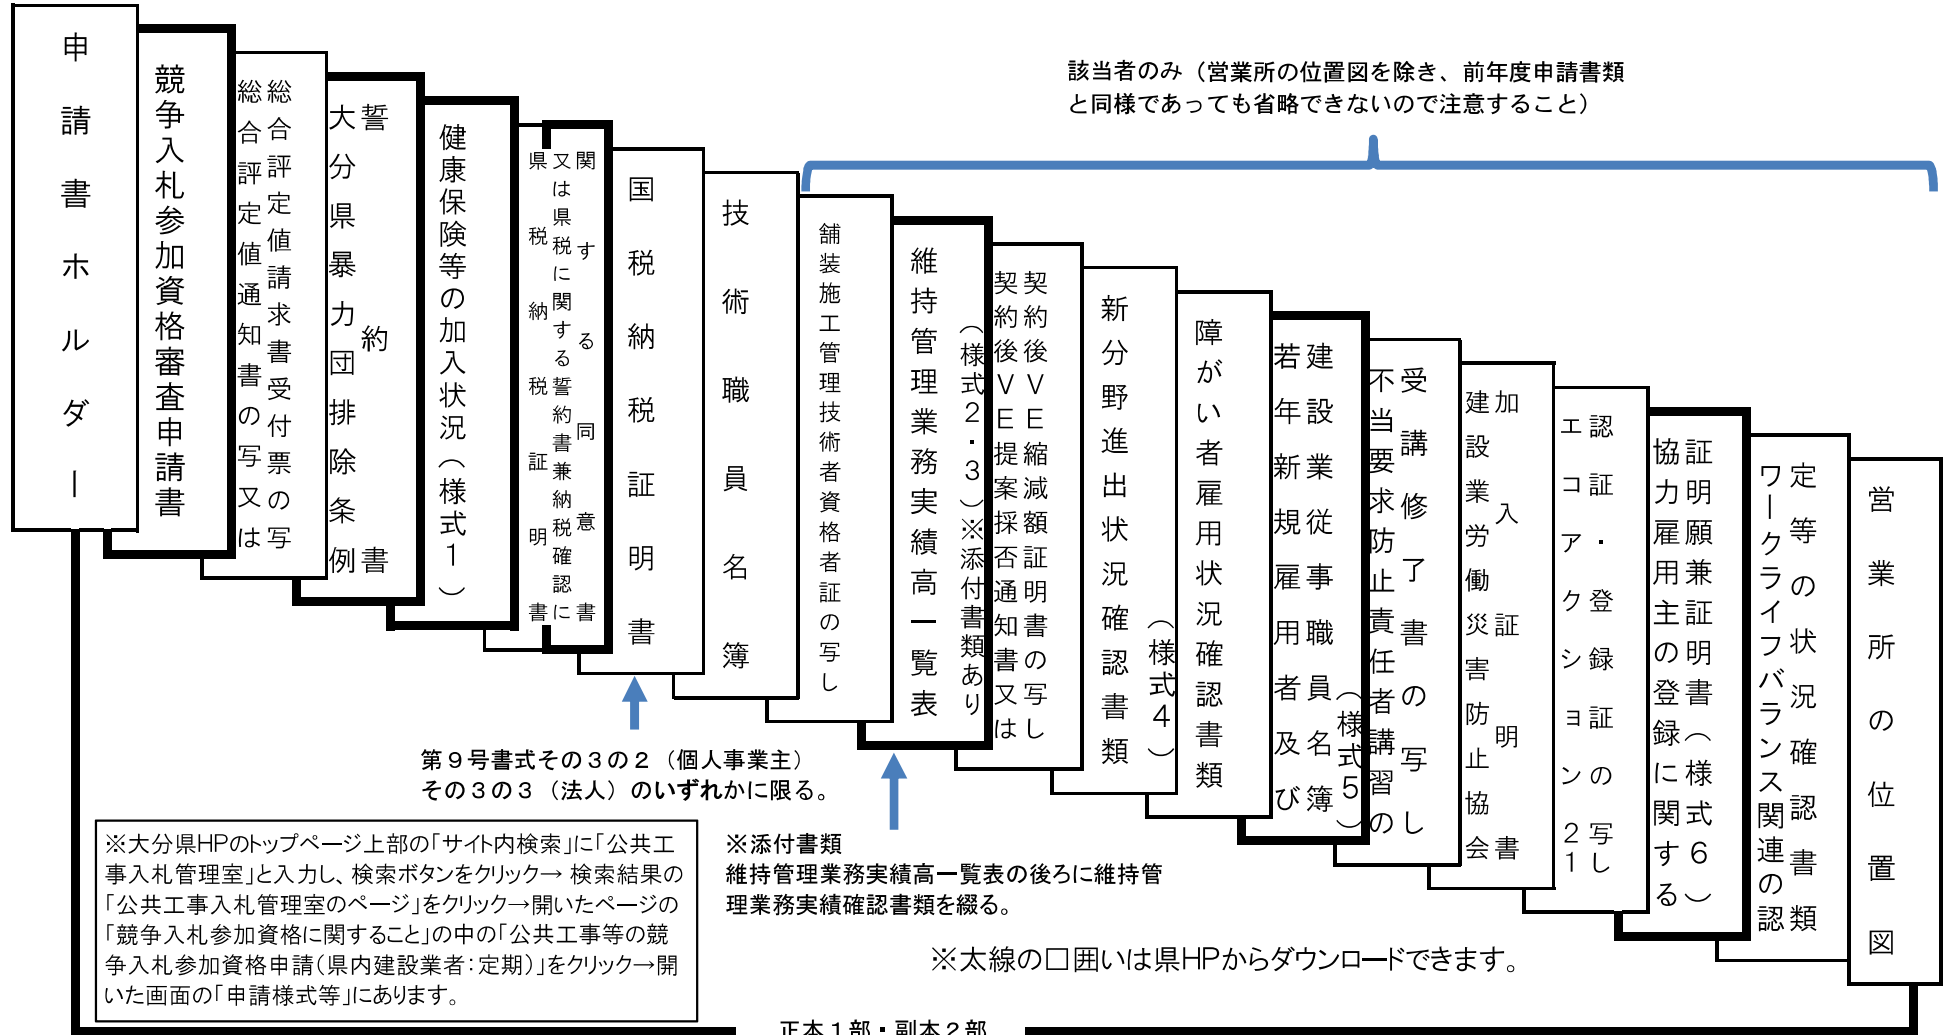 申請書ホルダー
競争入札参加資格審査申請書
総合評定値請求書受付票の写
総合評定値通知書の写又は
誓約書
大分県暴力団排除条例
健康保険等の加入状況（様式１）
関する同意書
又は県税に関する誓約書兼納税確認に
県税納税証明書
国税納税証明書
技術職員名簿
舗装施工管理技術者資格者証の写し
維持管理業務実績高一覧表
（様式２・３）※添付書類あり
契約後ＶＥ縮減額証明書の写し
契約後ＶＥ提案採否通知書又は
新分野進出状況確認書類
（様式４）
障がい者雇用状況確認書類
建設業従事職員名簿
若年新規雇用者及び
（様式５）
受講修了書の写し
不当要求防止責任者講習の
加入証明書
建設業労働災害防止協会
認証・登録証の写し
エコアクション２１
証明願兼証明書（様式６）
協力雇用主の登録に関する
定等の状況確認書類
ワークライフバランス関連の認
営業所の位置図
該当者のみ（営業所の位置図を除き、前年度申請書類
と同様であっても省略できないので注意すること）
第９号書式その３の２（個人事業主）
その３の３（法人）のいずれかに限る。
※大分県HPのトップページ上部の「サイト内検索」に「公共工
事入札管理室」と入力し、検索ボタンをクリック→ 検索結果の
「公共工事入札管理室のページ」をクリック→開いたページの
「競争入札参加資格に関すること」の中の「公共工事等の競
争入札参加資格申請（県内建設業者：定期）」をクリック→開
いた画面の「申請様式等」にあります。
※添付書類
維持管理業務実績高一覧表の後ろに維持管
理業務実績確認書類を綴る。
※太線の□囲いは県HPからダウンロードできます。
正本１部・副本２部